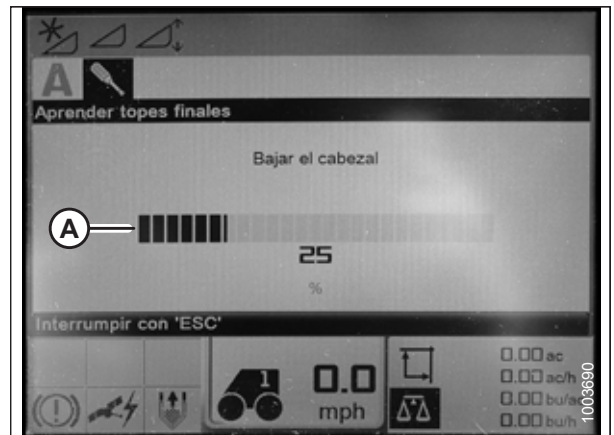 A
Aprender topes finales
Bajar el cabezal
A
25
%
Interrumpir con 'ESC'
1
0.0
mph
0.00 ac
0.00 ac/h
0.00 bu/ac
0.00 bu/h
1003690